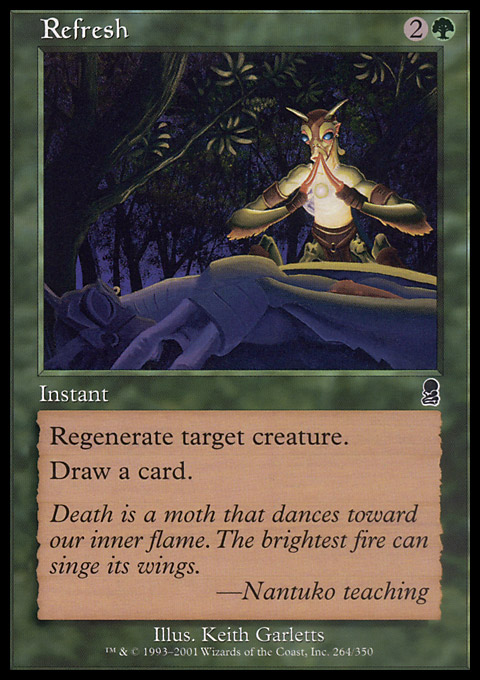 Refresh 2
Instant
Regenerate target creature.
Draw a card.
Death is a moth that dances toward
our inner flame. The brightest fire can
singe its wings.
—Nantuko teaching
Illus. Keith Garletts
™ & © 1993–2001 Wizards of the Coast, Inc. 264/350